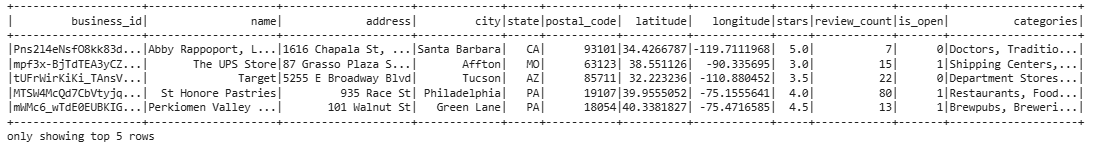 +--------------------+--------------------+--------------------+-------------+-----+-----------+----------+------------+-----+------------+-------+--------------------+
|         business_id|                name|             address|         city|state|postal_code|  latitude|   longitude|stars|review_count|is_open|          categories|
+--------------------+--------------------+--------------------+-------------+-----+-----------+----------+------------+-----+------------+-------+--------------------+
|Pns2l4eNsfO8kk83d...|Abby Rappoport, L...|1616 Chapala St, ...|Santa Barbara|   CA|      93101|34.4266787|-119.7111968|  5.0|           7|      0|Doctors, Traditio...|
|mpf3x-BjTdTEA3yCZ...|       The UPS Store|87 Grasso Plaza S...|       Affton|   MO|      63123| 38.551126|  -90.335695|  3.0|          15|      1|Shipping Centers,...|
|tUFrWirKiKi_TAnsV...|              Target|5255 E Broadway Blvd|       Tucson|   AZ|      85711| 32.223236| -110.880452|  3.5|          22|      0|Department Stores...|
|MTSW4McQd7CbVtyjq...|  St Honore Pastries|         935 Race St| Philadelphia|   PA|      19107|39.9555052| -75.1555641|  4.0|          80|      1|Restaurants, Food...|
|mWMc6_wTdE0EUBKIG...|Perkiomen Valley ...|       101 Walnut St|   Green Lane|   PA|      18054|40.3381827| -75.4716585|  4.5|          13|      1|Brewpubs, Breweri...|
+--------------------+--------------------+--------------------+-------------+-----+-----------+----------+------------+-----+------------+-------+--------------------+
only showing top 5 rows